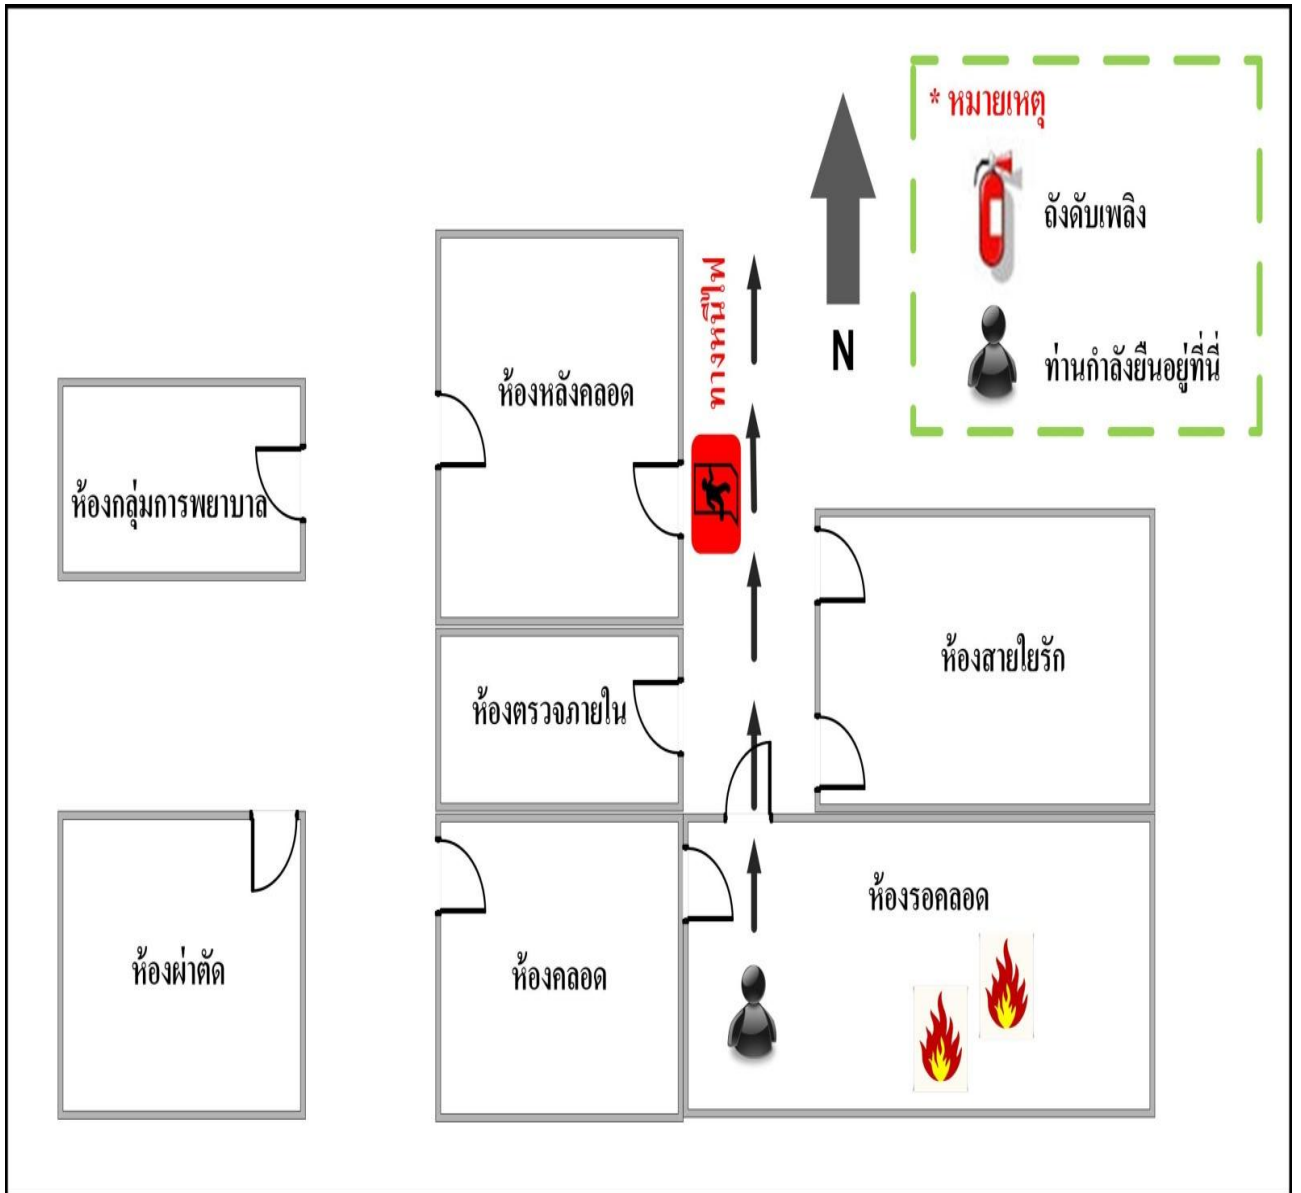 * หมายเหตุ
ถังดับเพลิง
ท่านกำลังยืนอยู่ที่นี่
N
ทางหนีไฟ
ห้องหลังคลอด
ห้องกลุ่มการพยาบาล
ห้องสายใยรัก
ห้องตรวจภายใน
ห้องรอคลอด
ห้องผ่าตัด
ห้องคลอด